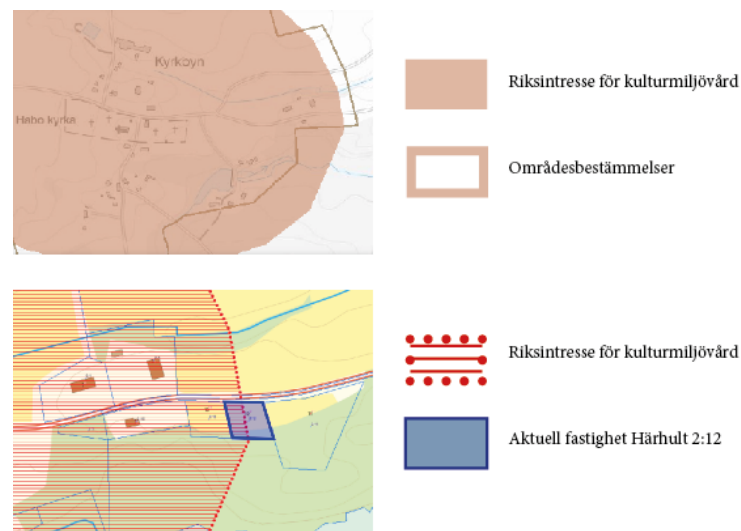 Kyrkbyn
Habo kyrka
Riksintresse för kulturmiljövård
Områdesbestämmelser
Riksintresse för kulturmiljövård
Aktuell fastighet Härhult 2:12